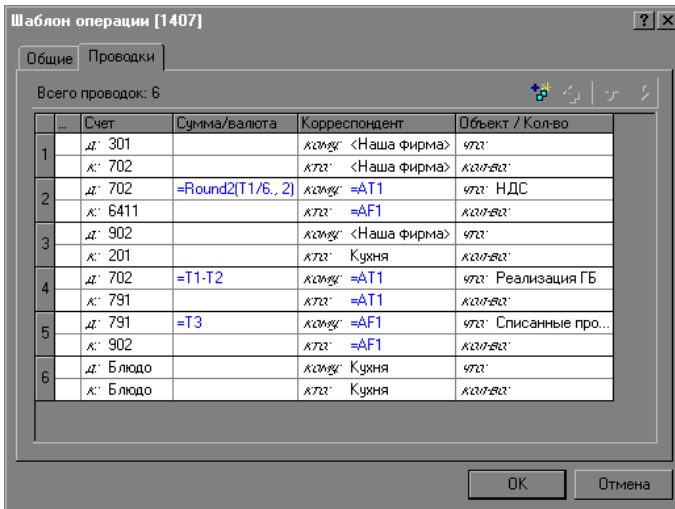 Шаблон операции [1407]
Общие Проводки
Всего проводок: 6
... Счет Сумма/валюта Корреспондент Объект / Кол-во
1 д: 301 кому: <Наша фирма> что:
к: 702 кто: <Наша фирма> кол-во:
2 д: 702 =Round2(T1/6., 2) кому: =AT1 что: НДС
к: 6411 кто: =AF1 кол-во:
3 д: 902 кому: <Наша фирма> что:
к: 201 кто: Кухня кол-во:
4 д: 702 =T1-T2 кому: =AT1 что: Реализация ГБ
к: 791 кто: =AT1 кол-во:
5 д: 791 =T3 кому: =AF1 что: Списанные про...
к: 902 кто: =AF1 кол-во:
6 д: Блюдо кому: Кухня что:
к: Блюдо кто: Кухня кол-во:
OK Отмена